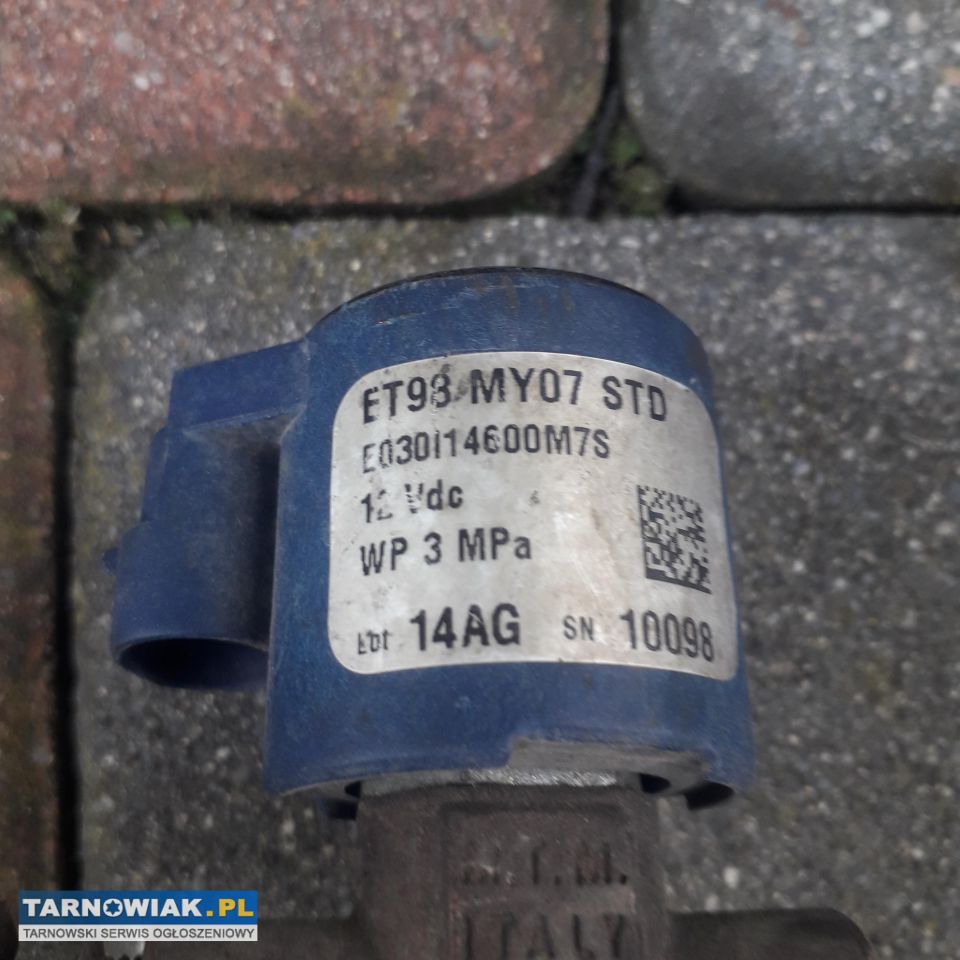 ET98 MY07 STD
E030I14600M7S
12 Vdc
WP 3 MPa
Lot 14AG SN 10098
M.T.M.
ITALY
TARNOWIAK.PL
TARNOWSKI SERWIS OGŁOSZENIOWY